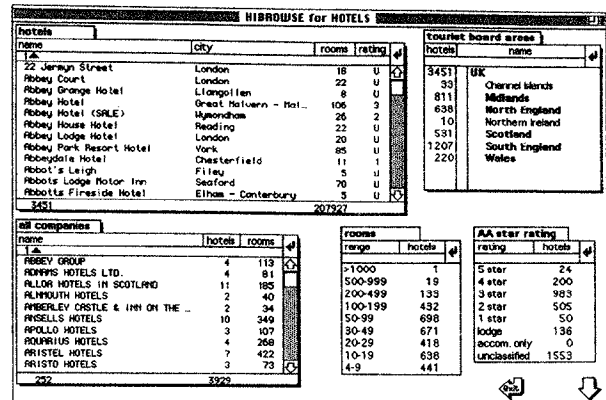 HIBROWSE for HOTELS
hotels
name city rooms rating
1
22 Jermyn Street London 18 U
Abbey Court London 22 U
Abbey Grange Hotel Llangollen 8 U
Abbey Hotel Great Malvern - Mal… 106 3
Abbey Hotel (SALE) Wymondham 26 2
Abbey House Hotel Reading 22 U
Abbey Lodge Hotel London 20 U
Abbey Park Resort Hotel York 85 U
Abbeydale Hotel Chesterfield 11 1
Abbot's Leigh Filey 5 U
Abbots Lodge Motor Inn Seaford 70 U
Abbotts Fireside Hotel Elham - Canterbury 5 U
3451 207927
tourist board areas
hotels name
3451 UK
33 Channel Islands
811 Midlands
638 North England
10 Northern Ireland
531 Scotland
1207 South England
220 Wales
all companies
name hotels rooms
1
ABBEY GROUP 4 113
ADNAMS HOTELS LTD. 4 81
ALLOA HOTELS IN SCOTLAND 11 185
ALNMOUTH HOTELS 2 40
AMBERLEY CASTLE & INN ON THE … 2 34
ANSELLS HOTELS 10 349
APOLLO HOTELS 3 107
AQUARIUS HOTELS 4 268
ARISTEL HOTELS 7 422
ARISTO HOTELS 3 73
252 3929
rooms
range hotels
>1000 1
500-999 19
200-499 133
100-199 432
50-99 698
30-49 671
20-29 418
10-19 638
4-9 441
AA star rating
rating hotels
5 star 24
4 star 200
3 star 983
2 star 505
1 star 50
lodge 136
accom. only 0
unclassified 1553
Quit